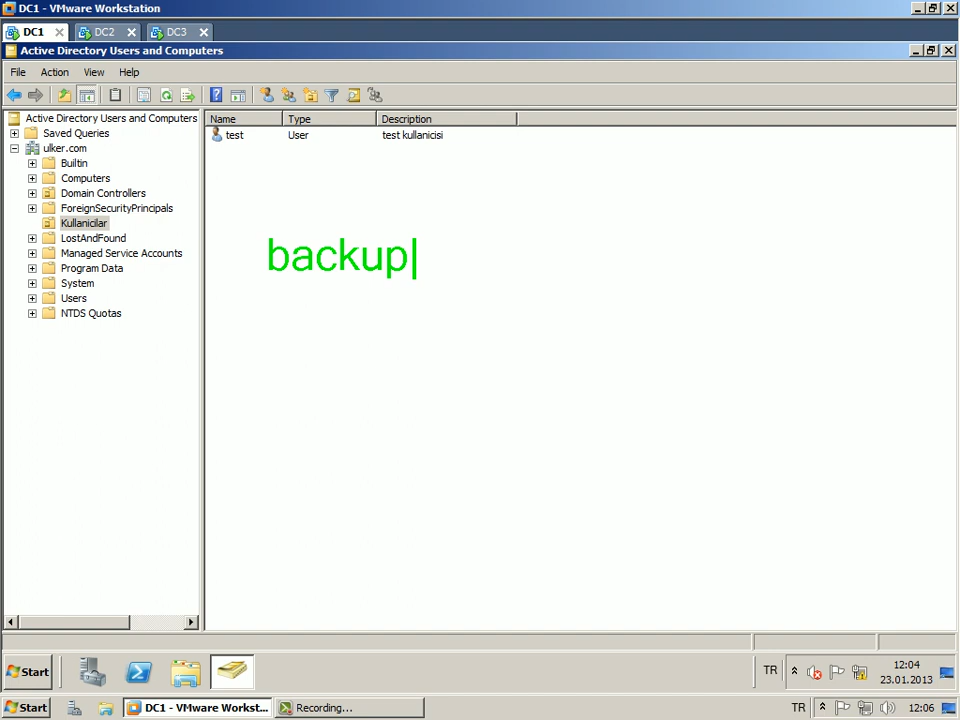 DC1 - VMware Workstation
DC1 DC2 DC3
Active Directory Users and Computers
File Action View Help
Active Directory Users and Computers
Saved Queries
ulker.com
Builtin
Computers
Domain Controllers
ForeignSecurityPrincipals
Kullanicilar
LostAndFound
Managed Service Accounts
Program Data
System
Users
NTDS Quotas
Name Type Description
test User test kullanicisi
backup
Start
TR
12:04
23.01.2013
Start
DC1 - VMware Workst...
Recording...
TR
12:06